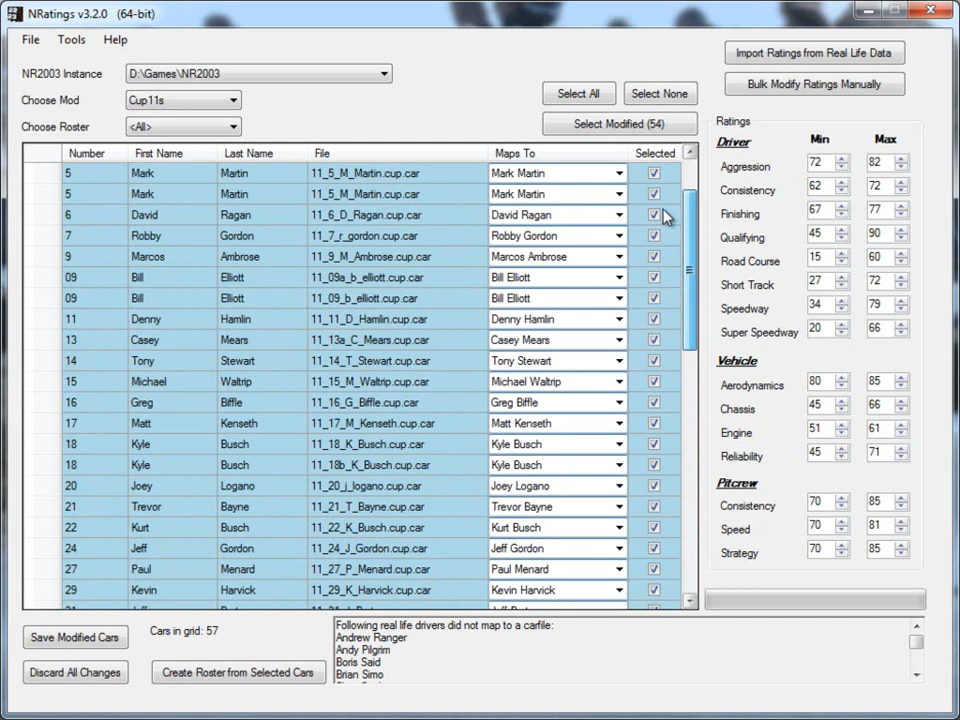 NRatings v3.2.0 (64-bit)
File Tools Help
NR2003 Instance D:\Games\NR2003
Choose Mod Cup11s
Choose Roster <All>
Select All Select None
Select Modified (54)
Import Ratings from Real Life Data
Bulk Modify Ratings Manually
Number First Name Last Name File Maps To Selected
5 Mark Martin 11_5_M_Martin.cup.car Mark Martin
5 Mark Martin 11_5_M_Martin.cup.car Mark Martin
6 David Ragan 11_6_D_Ragan.cup.car David Ragan
7 Robby Gordon 11_7_r_gordon.cup.car Robby Gordon
9 Marcos Ambrose 11_9_M_Ambrose.cup.car Marcos Ambrose
09 Bill Elliott 11_09a_b_elliott.cup.car Bill Elliott
09 Bill Elliott 11_09_b_elliott.cup.car Bill Elliott
11 Denny Hamlin 11_11_D_Hamlin.cup.car Denny Hamlin
13 Casey Mears 11_13a_C_Mears.cup.car Casey Mears
14 Tony Stewart 11_14_T_Stewart.cup.car Tony Stewart
15 Michael Waltrip 11_15_M_Waltrip.cup.car Michael Waltrip
16 Greg Biffle 11_16_G_Biffle.cup.car Greg Biffle
17 Matt Kenseth 11_17_M_Kenseth.cup.car Matt Kenseth
18 Kyle Busch 11_18_K_Busch.cup.car Kyle Busch
18 Kyle Busch 11_18b_K_Busch.cup.car Kyle Busch
20 Joey Logano 11_20_j_logano.cup.car Joey Logano
21 Trevor Bayne 11_21_T_Bayne.cup.car Trevor Bayne
22 Kurt Busch 11_22_K_Busch.cup.car Kurt Busch
24 Jeff Gordon 11_24_J_Gordon.cup.car Jeff Gordon
27 Paul Menard 11_27_P_Menard.cup.car Paul Menard
29 Kevin Harvick 11_29_K_Harvick.cup.car Kevin Harvick
Ratings
Driver Min Max
Aggression 72 82
Consistency 62 72
Finishing 67 77
Qualifying 45 90
Road Course 15 60
Short Track 27 72
Speedway 34 79
Super Speedway 20 66
Vehicle
Aerodynamics 80 85
Chassis 45 66
Engine 51 61
Reliability 45 71
Pitcrew
Consistency 70 85
Speed 70 81
Strategy 70 85
Save Modified Cars
Cars in grid: 57
Discard All Changes
Create Roster from Selected Cars
Following real life drivers did not map to a carfile:
Andrew Ranger
Andy Pilgrim
Boris Said
Brian Simo